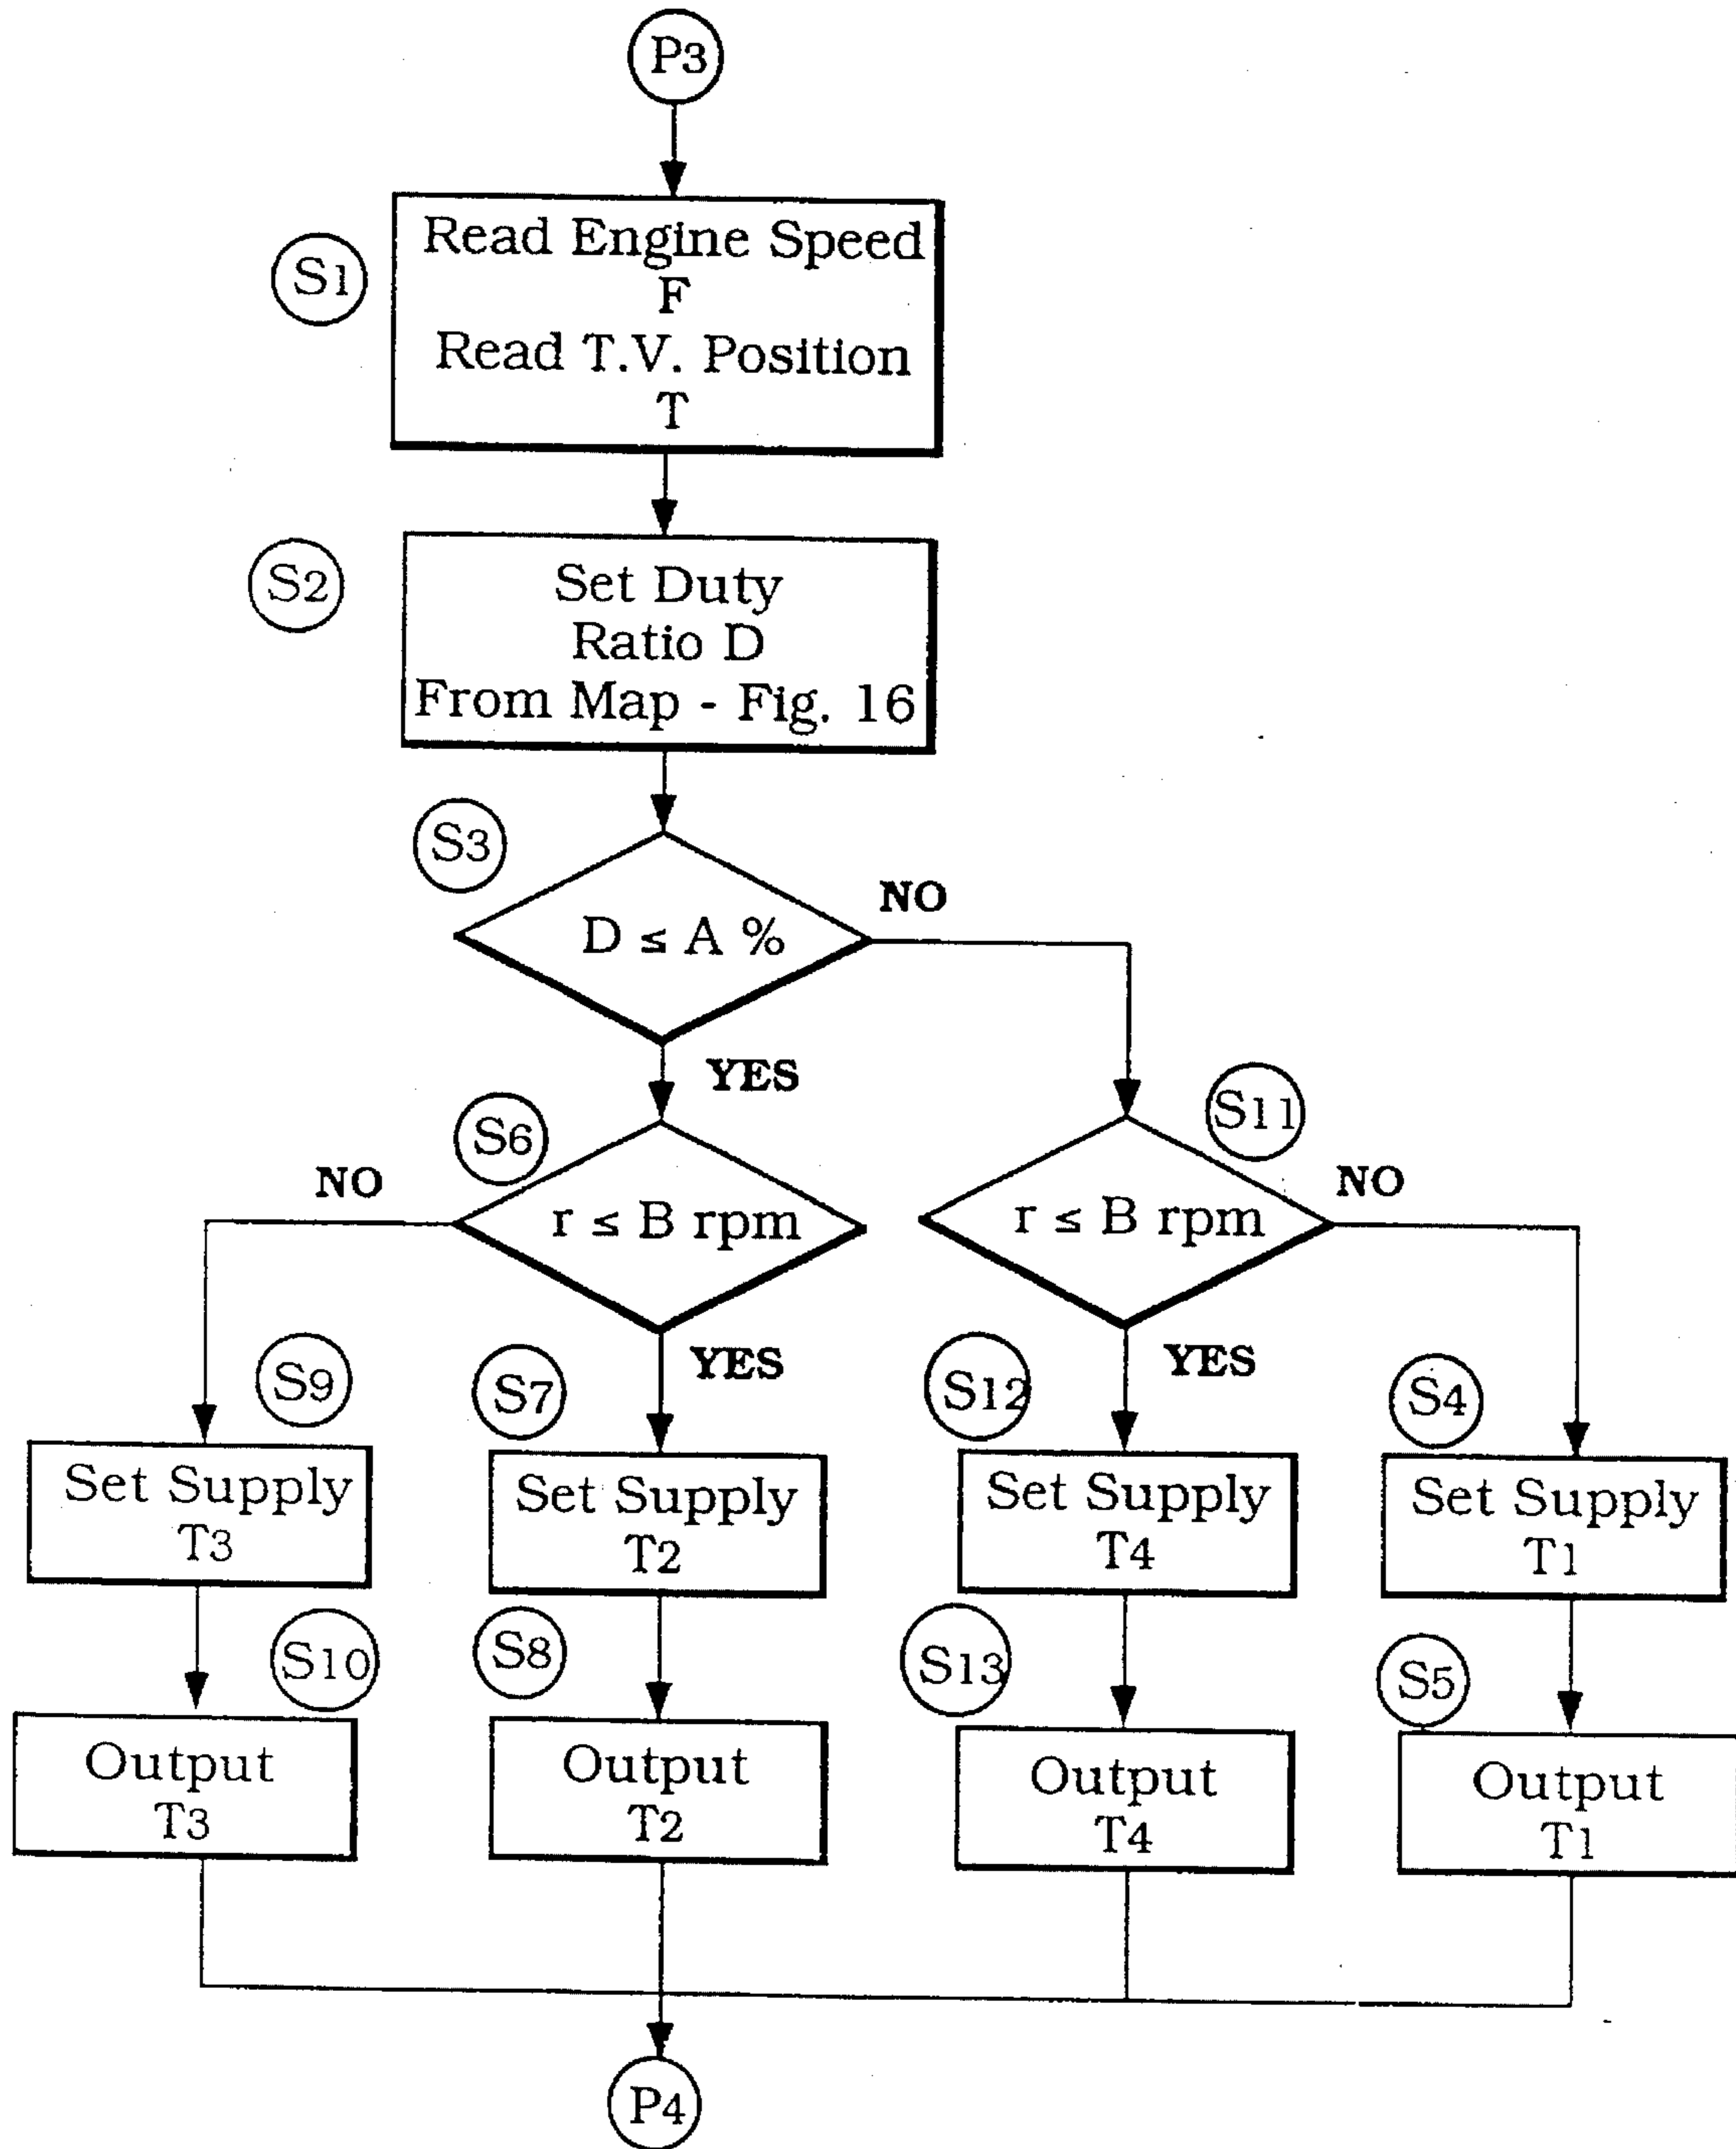 P3
S1
Read Engine Speed
F
Read T.V. Position
T
S2
Set Duty
Ratio D
From Map - Fig. 16
S3
D ≤ A %
NO
YES
S6
r ≤ B rpm
NO
YES
S11
r ≤ B rpm
NO
YES
S9
Set Supply
T3
S7
Set Supply
T2
S12
Set Supply
T4
S4
Set Supply
T1
S10
Output
T3
S8
Output
T2
S13
Output
T4
S5
Output
T1
P4